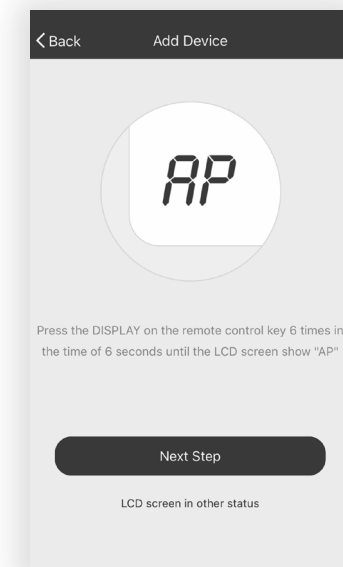 Back
Add Device
AP
Press the DISPLAY on the remote control key 6 times in
the time of 6 seconds until the LCD screen show "AP"
Next Step
LCD screen in other status